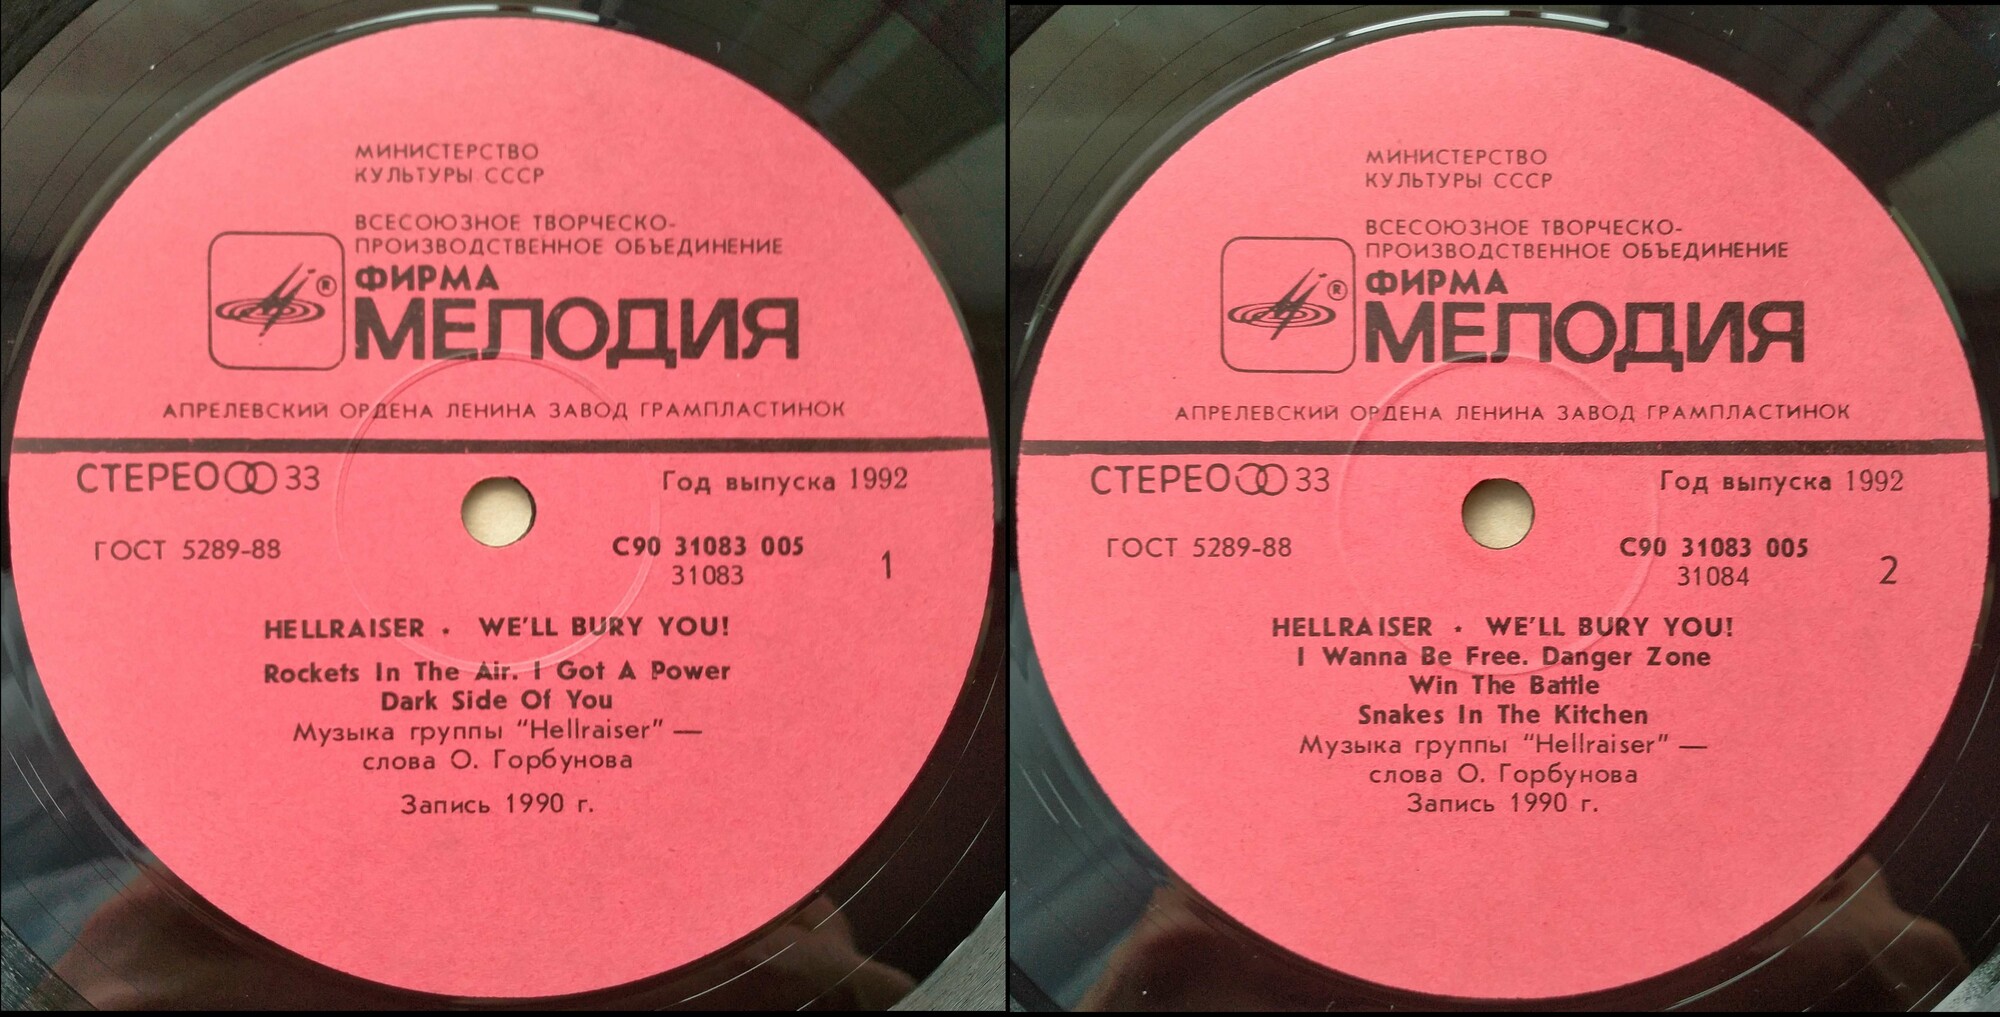 МИНИСТЕРСТВО
КУЛЬТУРЫ СССР
ВСЕСОЮЗНОЕ ТВОРЧЕСКО-
ПРОИЗВОДСТВЕННОЕ ОБЪЕДИНЕНИЕ
®
ФИРМА
МЕЛОДИЯ
АПРЕЛЕВСКИЙ ОРДЕНА ЛЕНИНА ЗАВОД ГРАМПЛАСТИНОК
СТЕРЕО 33
Год выпуска 1992
ГОСТ 5289-88
С90 31083 005
31083
1
HELLRAISER · WE'LL BURY YOU!
Rockets In The Air. I Got A Power
Dark Side Of You
Музыка группы "Hellraiser" —
слова О. Горбунова
Запись 1990 г.
МИНИСТЕРСТВО
КУЛЬТУРЫ СССР
ВСЕСОЮЗНОЕ ТВОРЧЕСКО-
ПРОИЗВОДСТВЕННОЕ ОБЪЕДИНЕНИЕ
®
ФИРМА
МЕЛОДИЯ
АПРЕЛЕВСКИЙ ОРДЕНА ЛЕНИНА ЗАВОД ГРАМПЛАСТИНОК
СТЕРЕО 33
Год выпуска 1992
ГОСТ 5289-88
С90 31083 005
31084
2
HELLRAISER · WE'LL BURY YOU!
I Wanna Be Free. Danger Zone
Win The Battle
Snakes In The Kitchen
Музыка группы "Hellraiser" —
слова О. Горбунова
Запись 1990 г.